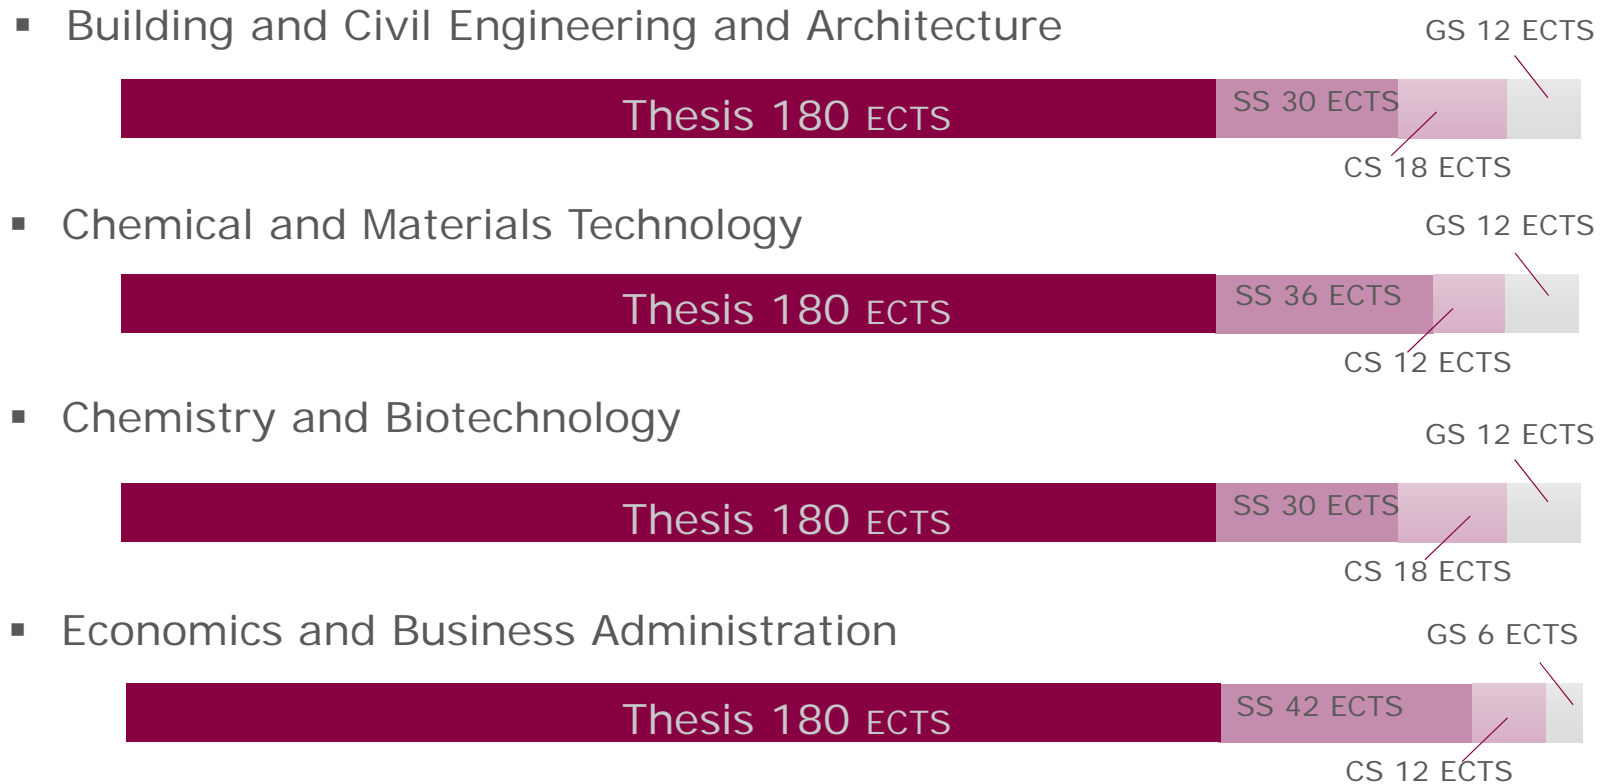 ▪ Building and Civil Engineering and Architecture
GS 12 ECTS
Thesis 180 ECTS
SS 30 ECTS
CS 18 ECTS
▪ Chemical and Materials Technology
GS 12 ECTS
Thesis 180 ECTS
SS 36 ECTS
CS 12 ECTS
▪ Chemistry and Biotechnology
GS 12 ECTS
Thesis 180 ECTS
SS 30 ECTS
CS 18 ECTS
▪ Economics and Business Administration
GS 6 ECTS
Thesis 180 ECTS
SS 42 ECTS
CS 12 ECTS